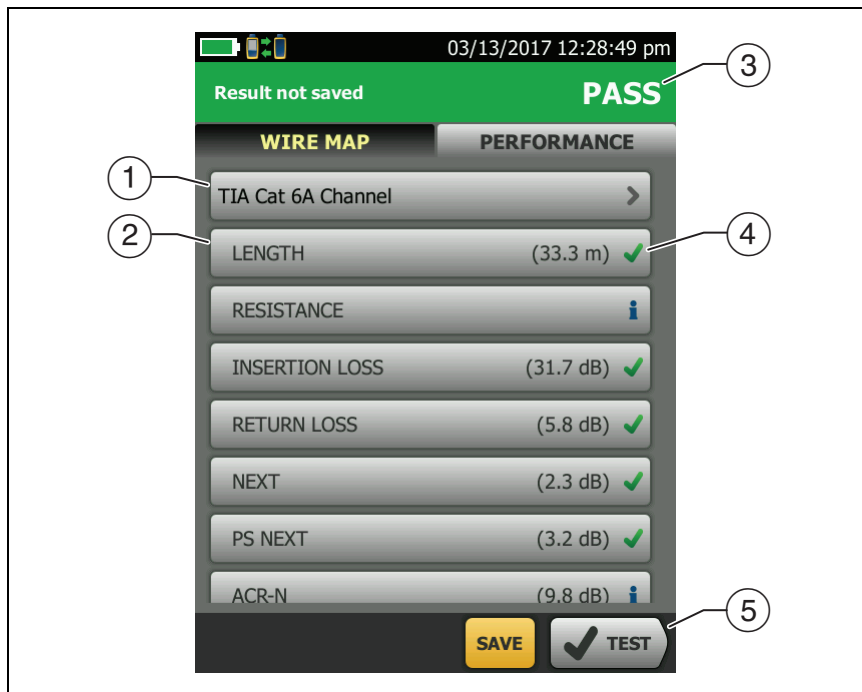 03/13/2017 12:28:49 pm
Result not saved PASS
WIRE MAP PERFORMANCE
TIA Cat 6A Channel
LENGTH (33.3 m)
RESISTANCE i
INSERTION LOSS (31.7 dB)
RETURN LOSS (5.8 dB)
NEXT (2.3 dB)
PS NEXT (3.2 dB)
ACR-N (9.8 dB) i
SAVE TEST
1
2
3
4
5